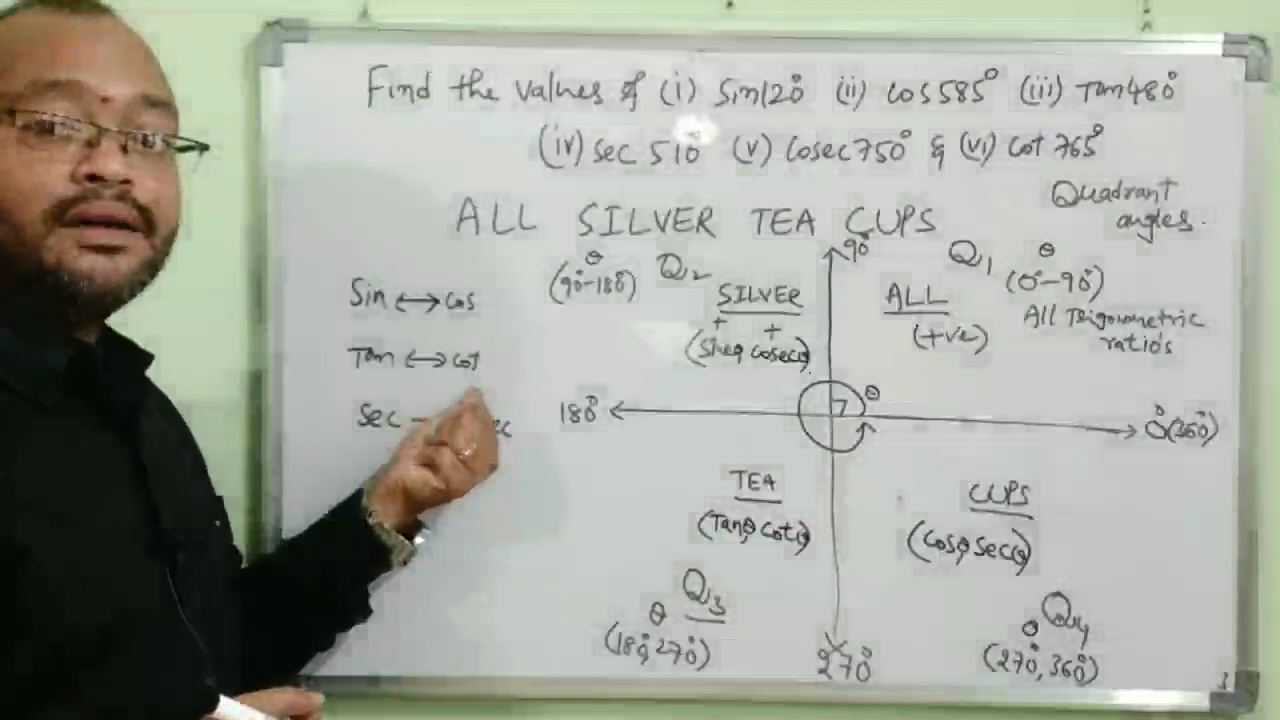 Find the values of (i) Sin120° (ii) cos585° (iii) Tan480°
(iv) sec 510° (v) Cosec750° & (vi) cot 765°
Quadrant
angles.
ALL SILVER TEA CUPS
90°
Q1 θ
(0°-90°)
All Trigonometric
ratios
θ Q2
(90°-180°)
SILVER
+ +
cosecθ)
ALL
(+ve)
Sin ↔ cos
Tan ↔ cot
Sec
180°
θ
0°(360°)
TEA
(Tanθ, Cotθ)
CUPS
(Cosθ, Secθ)
θ Q3
(180°, 270°)
270°
θ Q4
(270°, 360°)